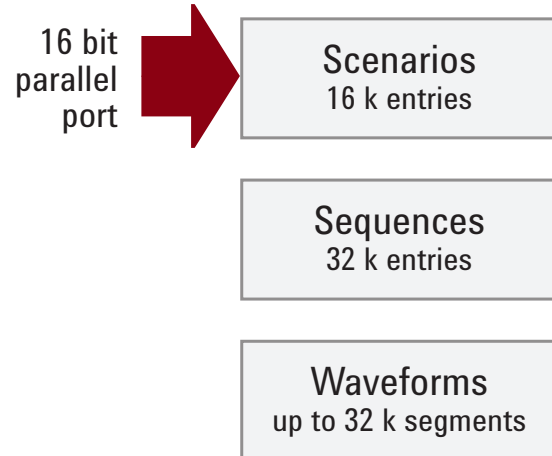 16 bit
parallel
port
Scenarios
16 k entries
Sequences
32 k entries
Waveforms
up to 32 k segments